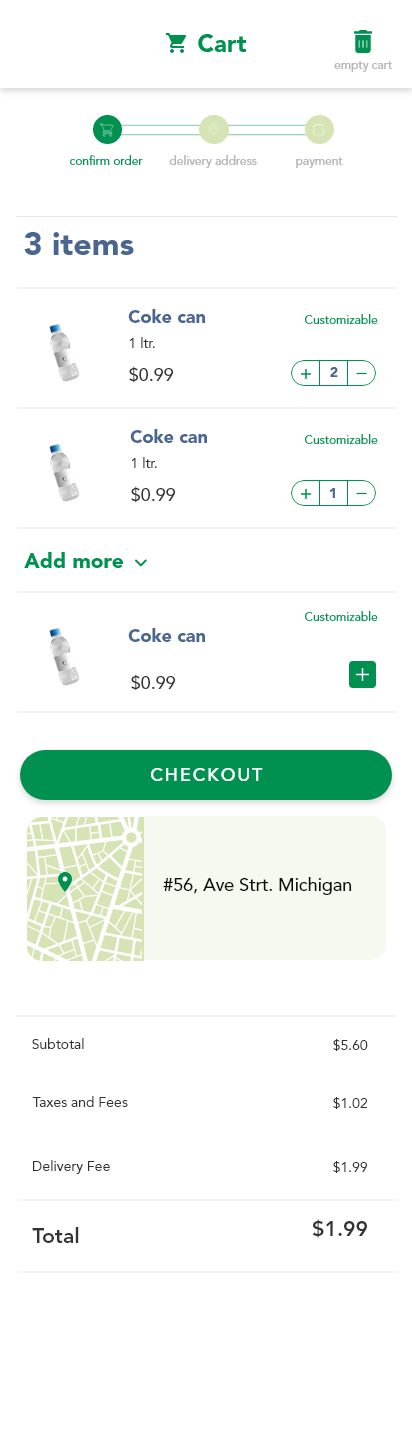 Cart
empty cart
confirm order
delivery address
payment
3 items
Coke can
Customizable
1 ltr.
$0.99
2
Coke can
Customizable
1 ltr.
$0.99
1
Add more
Customizable
Coke can
$0.99
CHECKOUT
#56, Ave Strt. Michigan
Subtotal
$5.60
Taxes and Fees
$1.02
Delivery Fee
$1.99
Total
$1.99